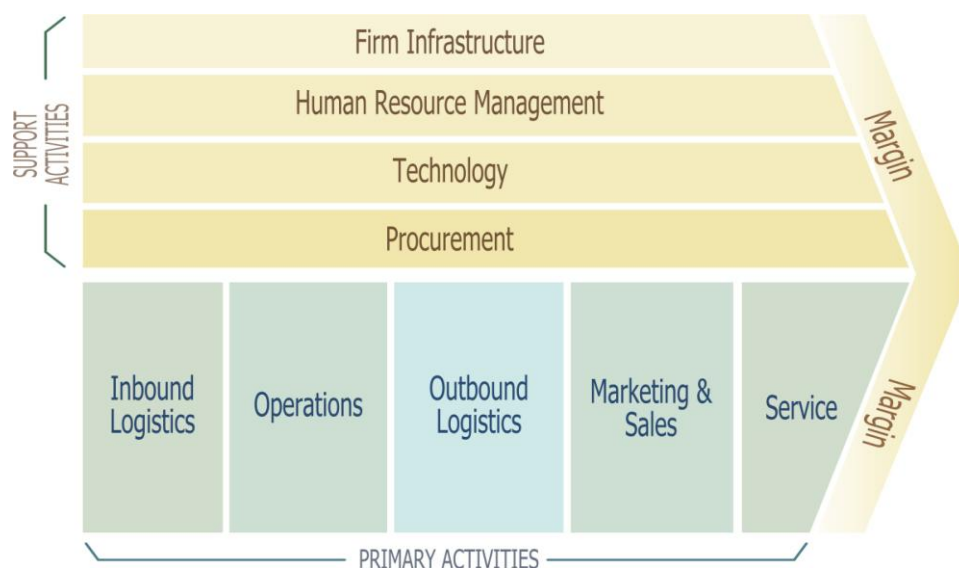 SUPPORT
ACTIVITIES
Firm Infrastructure
Human Resource Management
Technology
Procurement
Margin
Inbound
Logistics
Operations
Outbound
Logistics
Marketing &
Sales
Service
Margin
PRIMARY ACTIVITIES